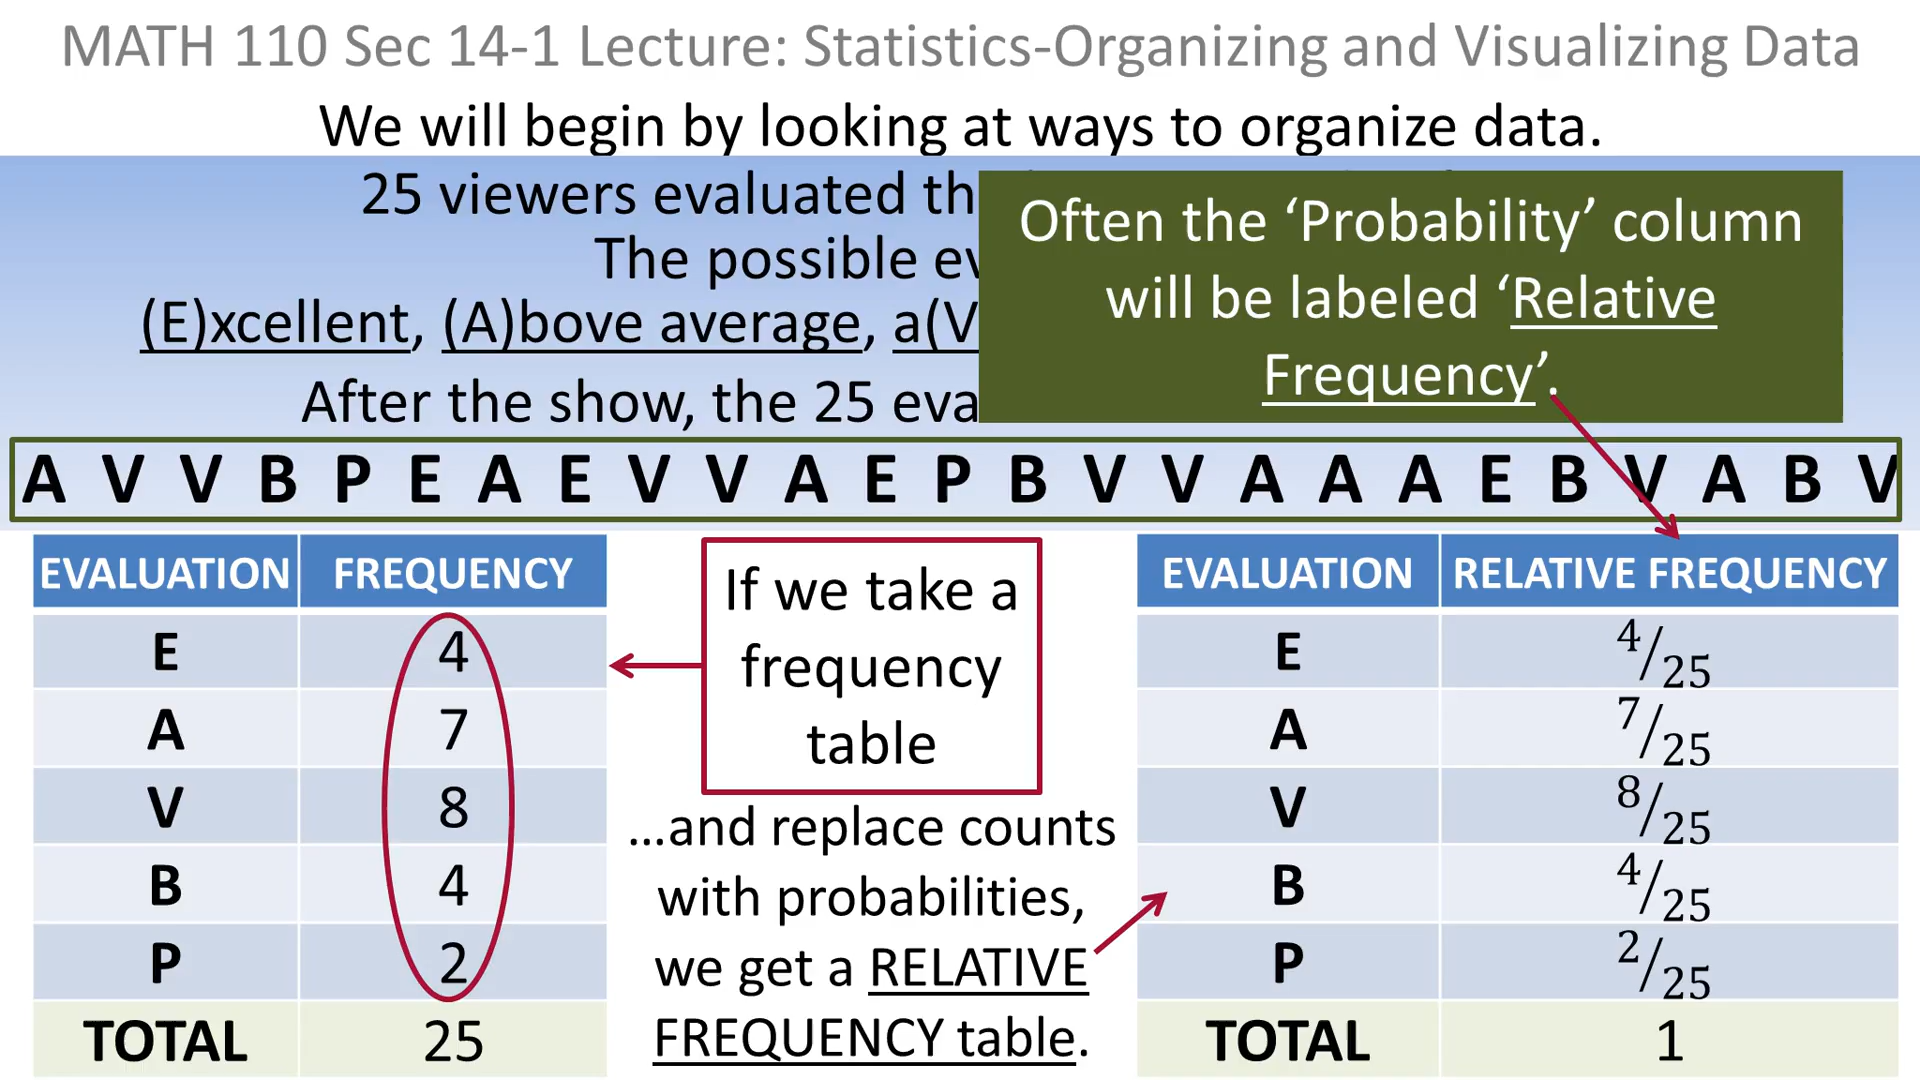 MATH 110 Sec 14-1 Lecture: Statistics-Organizing and Visualizing Data
We will begin by looking at ways to organize data.
25 viewers evaluated
The possible
(E)xcellent, (A)bove average,
After the show, the 25
Often the ‘Probability’ column
will be labeled ‘Relative
Frequency’.
A V V B P E A E V V A E P B V V A A A E B V A B V
EVALUATION FREQUENCY
E 4
A 7
V 8
B 4
P 2
TOTAL 25
If we take a
frequency
table
...and replace counts
with probabilities,
we get a RELATIVE
FREQUENCY table.
EVALUATION RELATIVE FREQUENCY
E 4/25
A 7/25
V 8/25
B 4/25
P 2/25
TOTAL 1